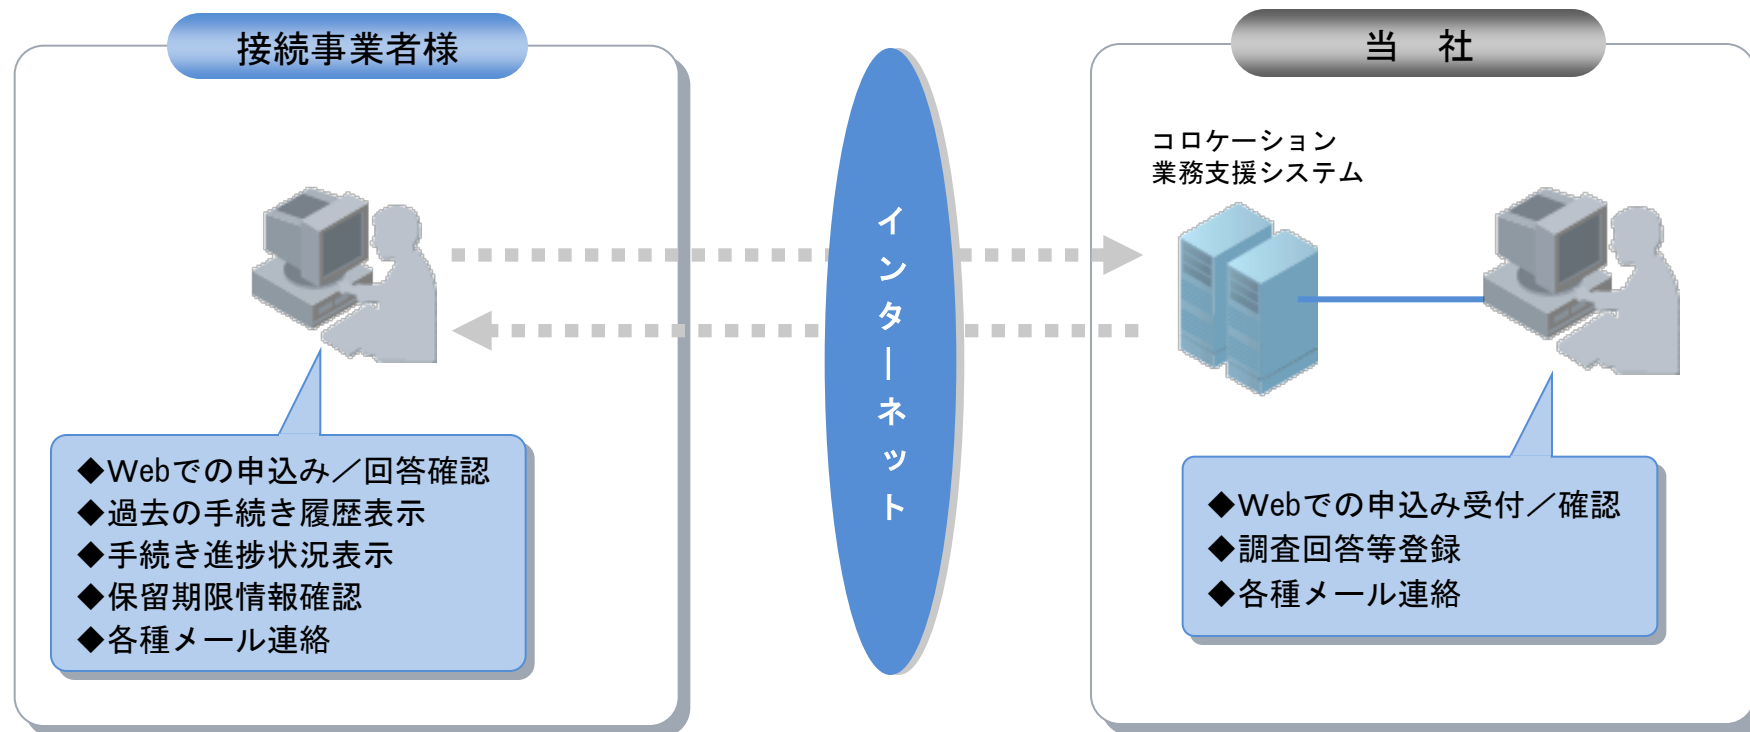 接続事業者様
◆Webでの申込み／回答確認
◆過去の手続き履歴表示
◆手続き進捗状況表示
◆保留期限情報確認
◆各種メール連絡
インターネット
当　社
コロケーション
業務支援システム
◆Webでの申込み受付／確認
◆調査回答等登録
◆各種メール連絡